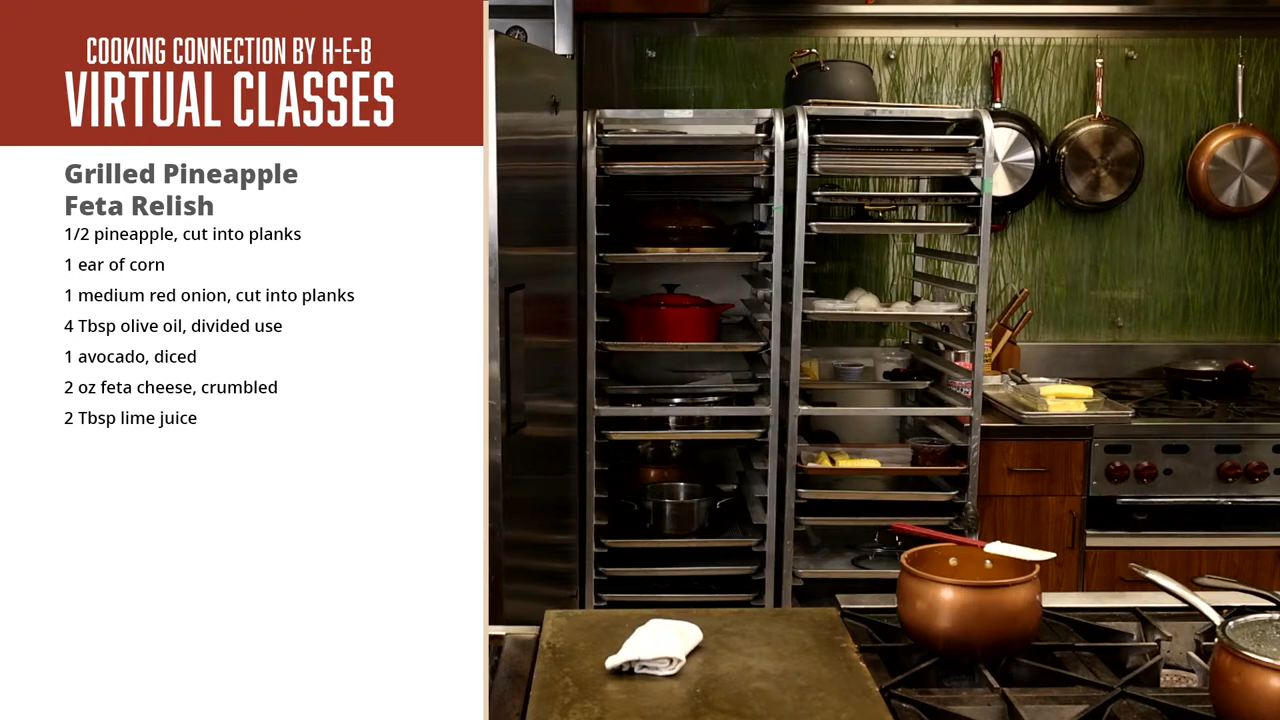 COOKING CONNECTION BY H-E-B
VIRTUAL CLASSES
Grilled Pineapple
Feta Relish
1/2 pineapple, cut into planks
1 ear of corn
1 medium red onion, cut into planks
4 Tbsp olive oil, divided use
1 avocado, diced
2 oz feta cheese, crumbled
2 Tbsp lime juice